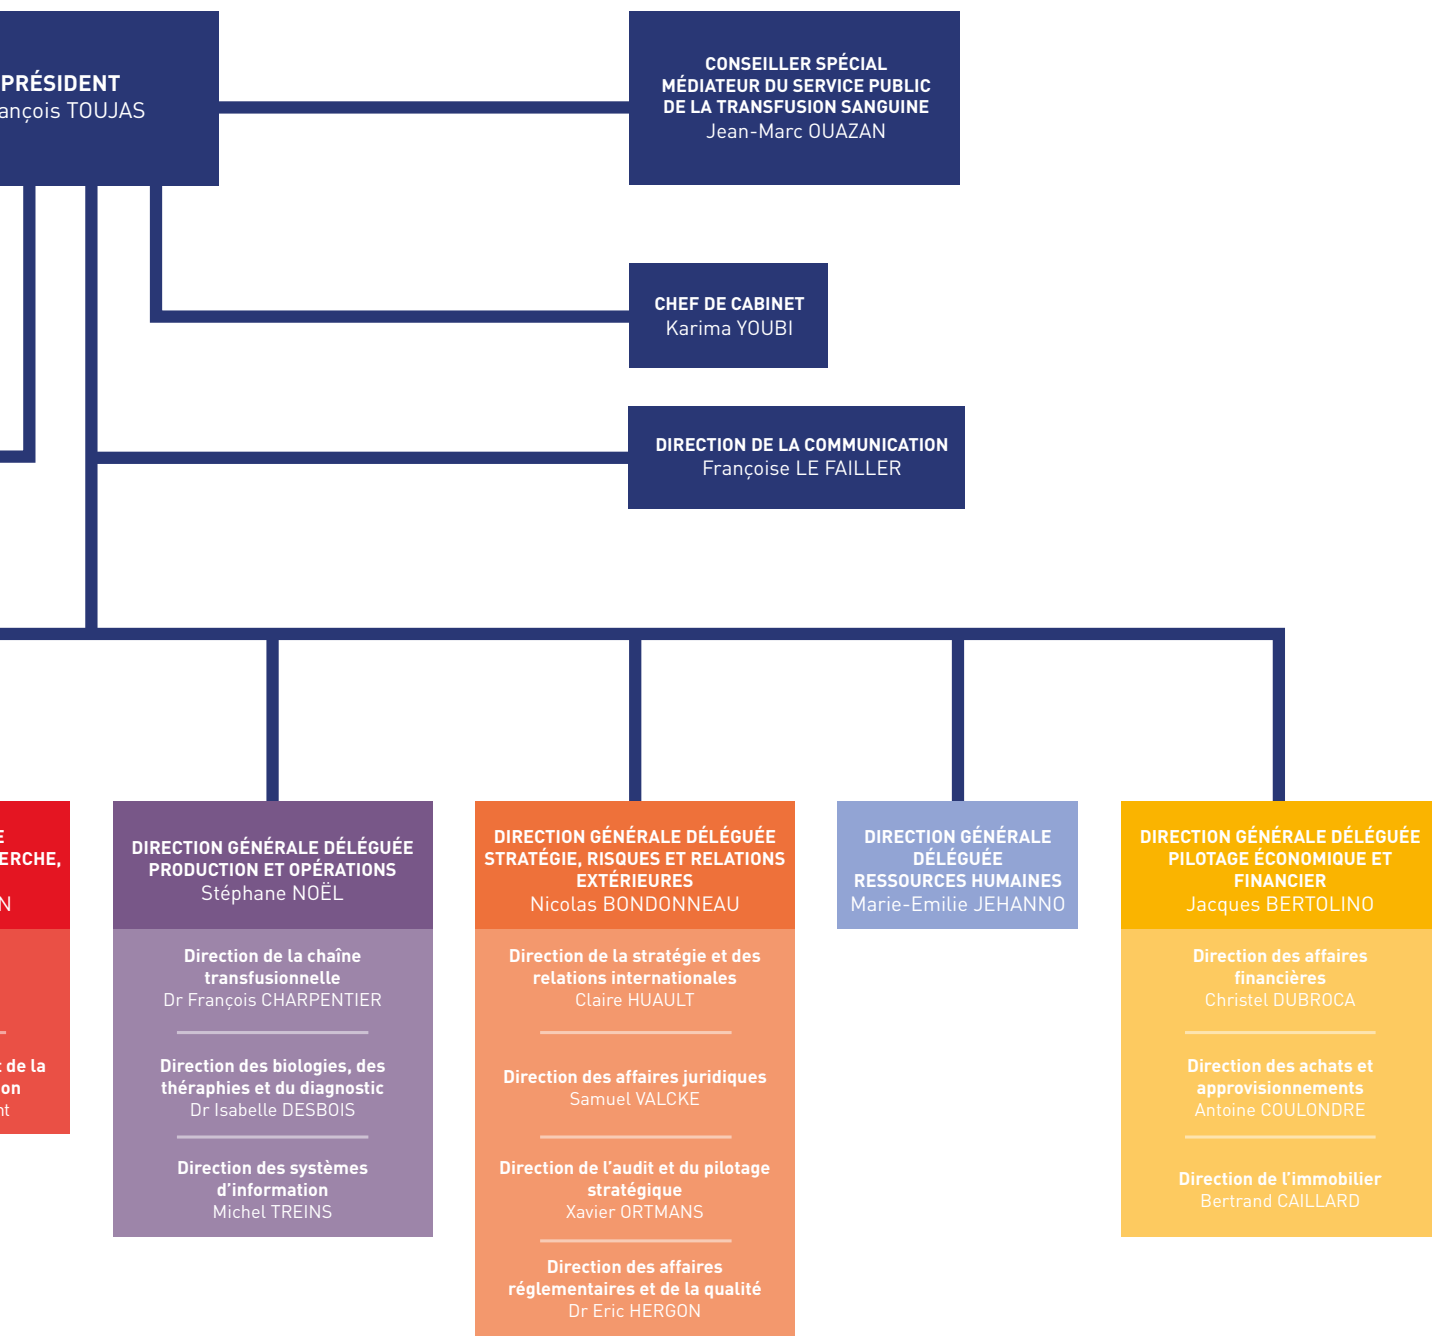 PRÉSIDENT
TOUJAS
CONSEILLER SPÉCIAL
MÉDIATEUR DU SERVICE PUBLIC
DE LA TRANSFUSION SANGUINE
Jean-Marc OUAZAN
CHEF DE CABINET
Karima YOUBI
DIRECTION DE LA COMMUNICATION
Françoise LE FAILLER
DIRECTION GÉNÉRALE DÉLÉGUÉE
PRODUCTION ET OPÉRATIONS
Stéphane NOËL
Direction de la chaîne
transfusionnelle
Dr François CHARPENTIER
Direction des biologies, des
théraphies et du diagnostic
Dr Isabelle DESBOIS
Direction des systèmes
d’information
Michel TREINS
DIRECTION GÉNÉRALE DÉLÉGUÉE
STRATÉGIE, RISQUES ET RELATIONS
EXTÉRIEURES
Nicolas BONDONNEAU
Direction de la stratégie et des
relations internationales
Claire HUAULT
Direction des affaires juridiques
Samuel VALCKE
Direction de l’audit et du pilotage
stratégique
Xavier ORTMANS
Direction des affaires
réglementaires et de la qualité
Dr Eric HERGON
DIRECTION GÉNÉRALE
DÉLÉGUÉE
RESSOURCES HUMAINES
Marie-Emilie JEHANNO
DIRECTION GÉNÉRALE DÉLÉGUÉE
PILOTAGE ÉCONOMIQUE ET
FINANCIER
Jacques BERTOLINO
Direction des affaires
financières
Christel DUBROCA
Direction des achats et
approvisionnements
Antoine COULONDRE
Direction de l’immobilier
Bertrand CAILLARD
de la